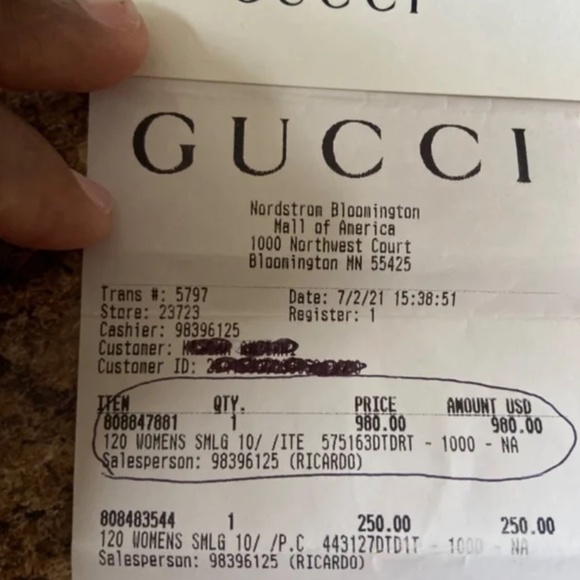 GUCCI
GUCCI
Nordstrom Bloomington
Mall of America
1000 Northwest Court
Bloomington MN 55425
Trans #: 5797 Date: 7/2/21 15:38:51
Store: 23723 Register: 1
Cashier: 98396125
Customer:
Customer ID:
ITEM QTY. PRICE AMOUNT USD
808847881 1 980.00 980.00
120 WOMENS SMLG 10/ /ITE 575163DTDRT - 1000 - NA
Salesperson: 98396125 (RICARDO)
808483544 1 250.00 250.00
120 WOMENS SMLG 10/ /P.C 443127DTD1T - 1000 - NA
Salesperson: 98396125 (RICARDO)